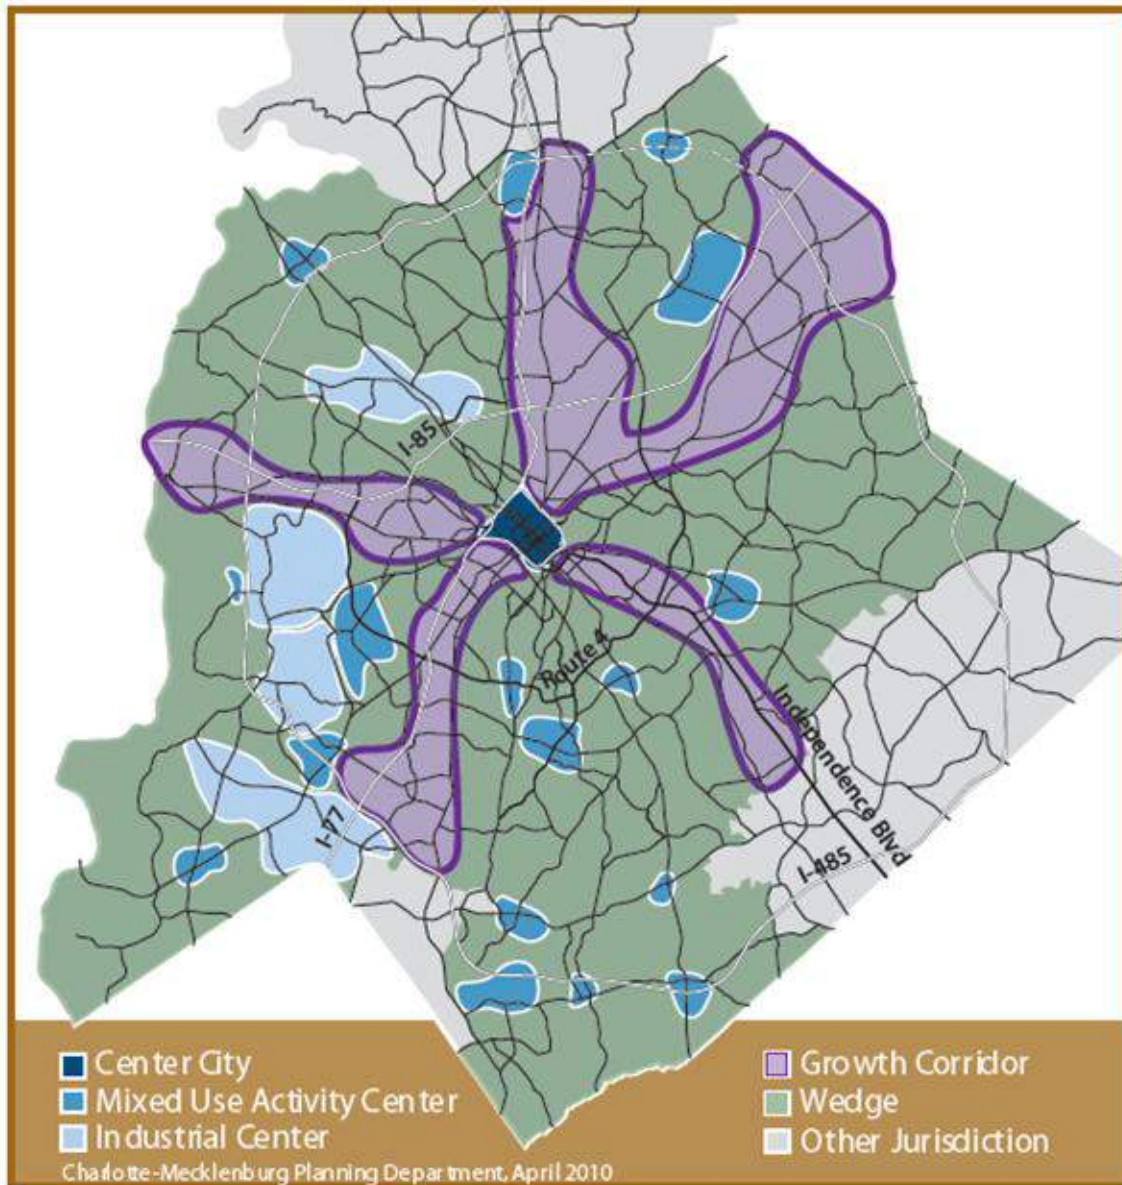 I-85
Route 4
Independence Blvd
I-77
I-485
Center City
Mixed Use Activity Center
Industrial Center
Growth Corridor
Wedge
Other Jurisdiction
Charlotte-Mecklenburg Planning Department, April 2010